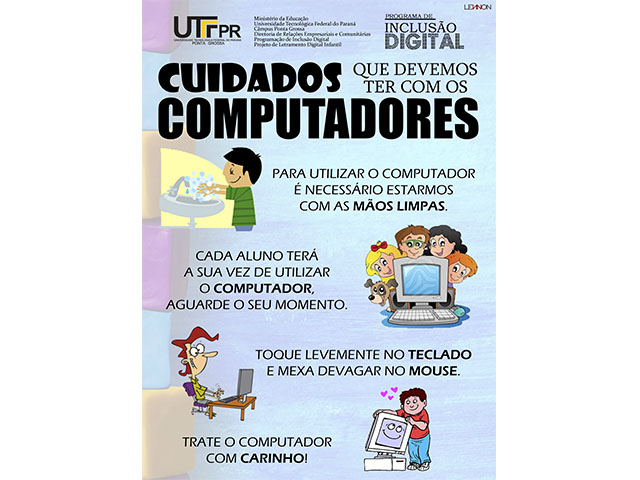 LEBANON
UTFPR
UNIVERSIDADE TECNOLÓGICA FEDERAL DO PARANÁ
PONTA GROSSA
Ministério da Educação
Universidade Tecnológica Federal do Paraná
Câmpus Ponta Grossa
Diretoria de Relações Empresariais e Comunitárias
Programação de Inclusão Digital
Projeto de Letramento Digital Infantil
PROGRAMA DE
INCLUSÃO
DIGITAL
CUIDADOS QUE DEVEMOS
TER COM OS
COMPUTADORES
PARA UTILIZAR O COMPUTADOR
É NECESSÁRIO ESTARMOS
COM AS MÃOS LIMPAS.
CADA ALUNO TERÁ
A SUA VEZ DE UTILIZAR
O COMPUTADOR,
AGUARDE O SEU MOMENTO.
TOQUE LEVEMENTE NO TECLADO
E MEXA DEVAGAR NO MOUSE.
TRATE O COMPUTADOR
COM CARINHO!